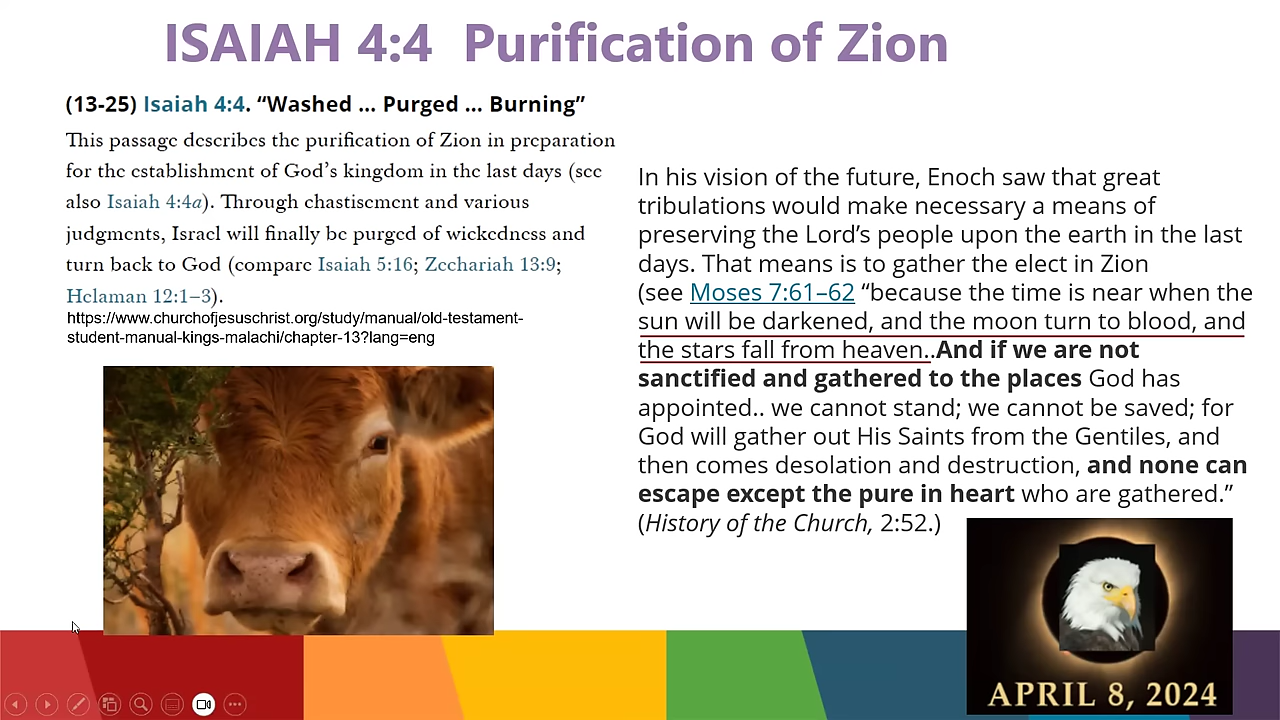 ISAIAH 4:4 Purification of Zion
(13-25) Isaiah 4:4. “Washed ... Purged ... Burning”
This passage describes the purification of Zion in preparation
for the establishment of God’s kingdom in the last days (see
also Isaiah 4:4a). Through chastisement and various
judgments, Israel will finally be purged of wickedness and
turn back to God (compare Isaiah 5:16; Zechariah 13:9;
Helaman 12:1–3).
https://www.churchofjesuschrist.org/study/manual/old-testament-
student-manual-kings-malachi/chapter-13?lang=eng
In his vision of the future, Enoch saw that great
tribulations would make necessary a means of
preserving the Lord’s people upon the earth in the last
days. That means is to gather the elect in Zion
(see Moses 7:61–62 “because the time is near when the
sun will be darkened, and the moon turn to blood, and
the stars fall from heaven..And if we are not
sanctified and gathered to the places God has
appointed.. we cannot stand; we cannot be saved; for
God will gather out His Saints from the Gentiles, and
then comes desolation and destruction, and none can
escape except the pure in heart who are gathered.”
(History of the Church, 2:52.)
APRIL 8, 2024